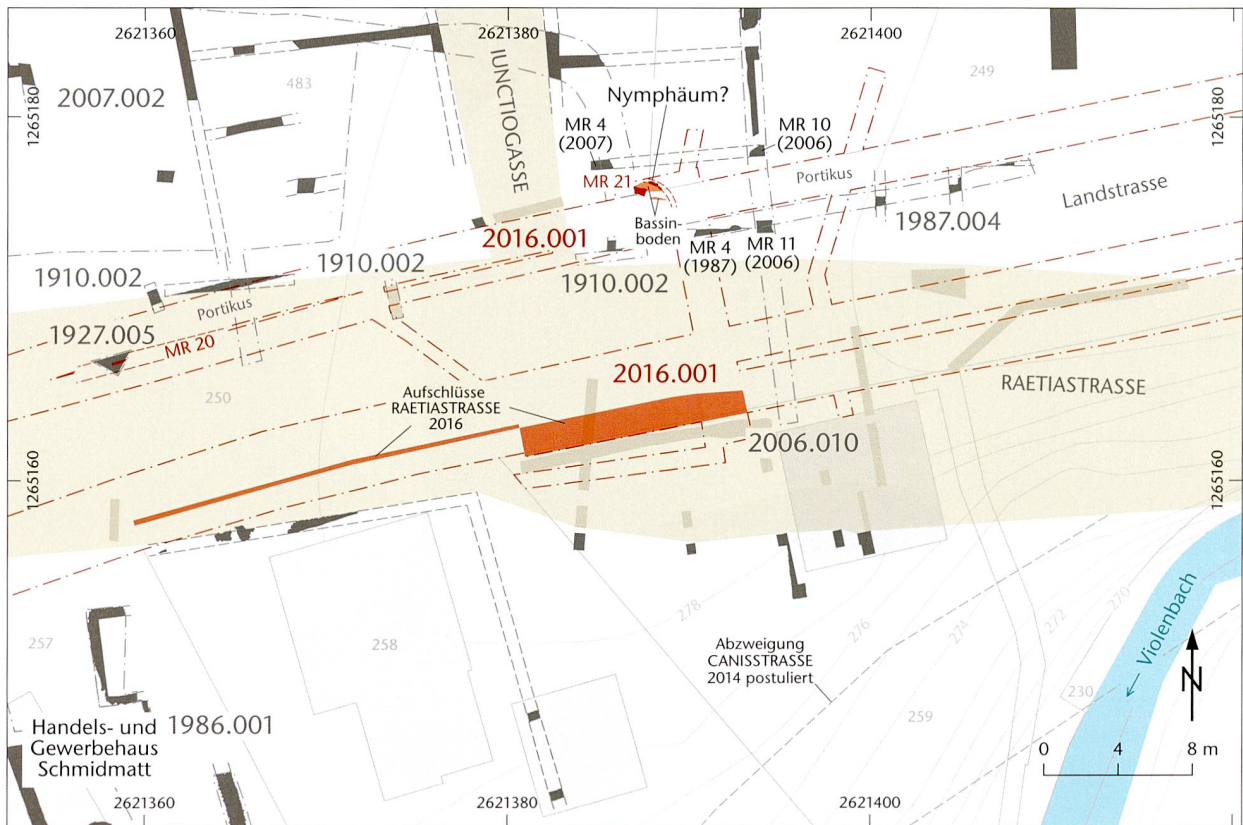 2621360
2621380
2621400
1265180
1265180
2007.002
483
IUNCTIOGASSE
Nymphäum?
249
MR 4
(2007)
MR 10
(2006)
MR 21
Portikus
Landstrasse
Bassin-
boden
1987.004
2016.001
MR 4
(1987)
MR 11
(2006)
1910.002
1910.002
1910.002
Portikus
1927.005
MR 20
250
Aufschlüsse
RAETIASTRASSE
2016
2016.001
RAETIASTRASSE
2006.010
1265160
1265160
257
258
278
276
274
272
270
Abzweigung
CANISSTRASSE
2014 postuliert
Violenbach
230
259
N
Handels- und
Gewerbehaus
Schmidmatt
1986.001
0 4 8 m
2621360
2621380
2621400